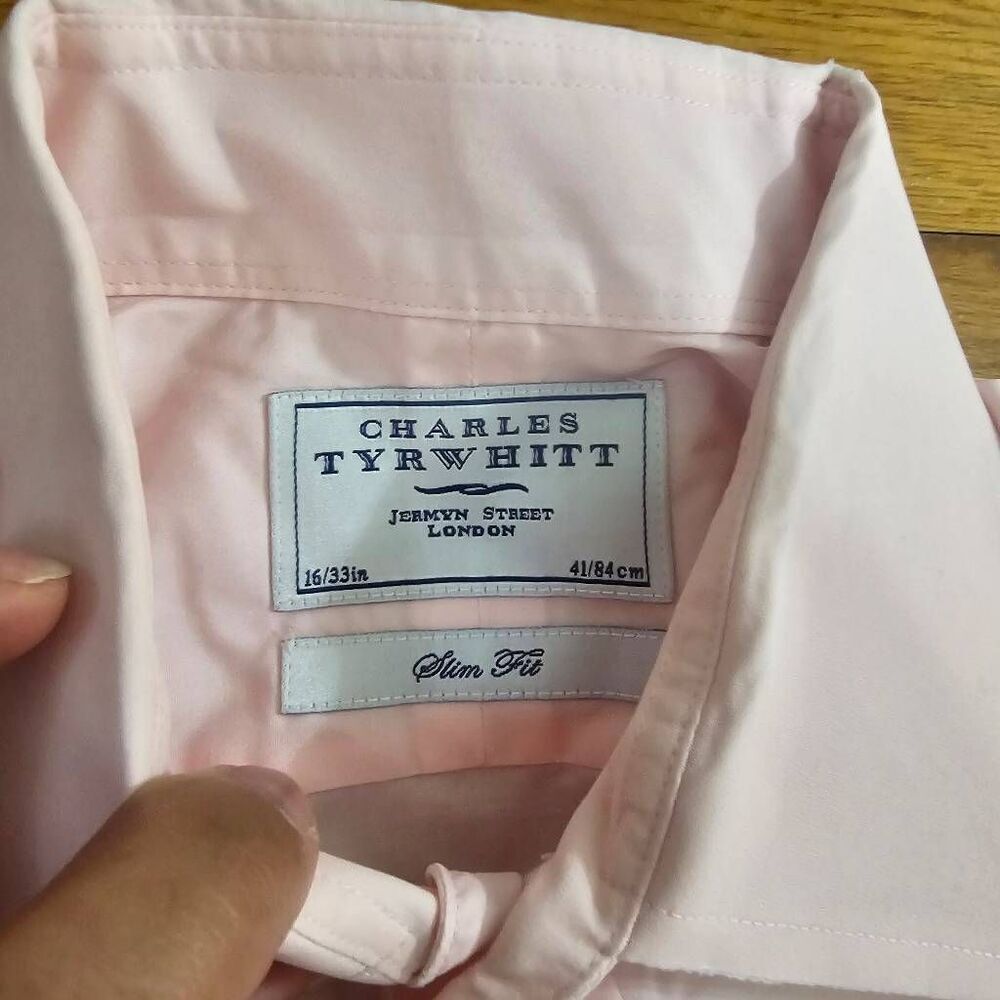 CHARLES
TYRWHITT
JERMYN STREET
LONDON
16/33in 41/84cm
Slim Fit